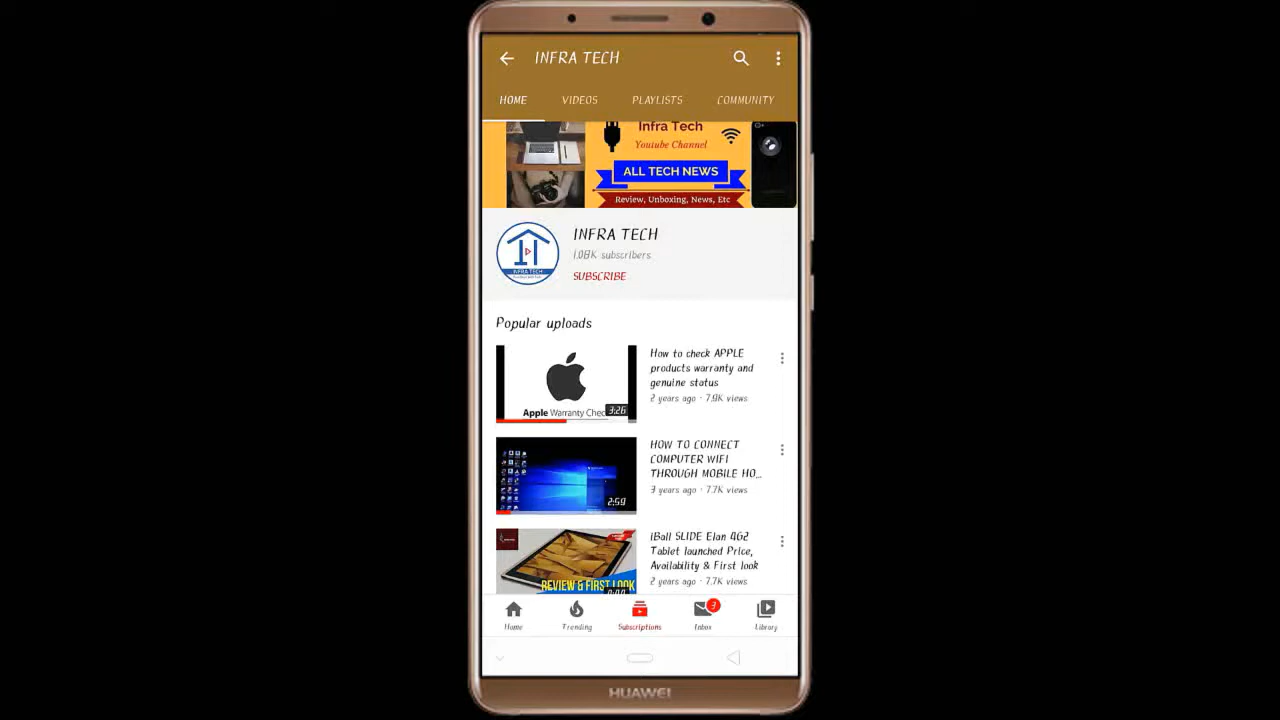 INFRA TECH
HOME VIDEOS PLAYLISTS COMMUNITY
Infra Tech
Youtube Channel
ALL TECH NEWS
Review, Unboxing, News, Etc
INFRA TECH
1.08K subscribers
SUBSCRIBE
INFRA TECH
Popular uploads
Apple Warranty Chec
3:26
How to check APPLE
products warranty and
genuine status
2 years ago · 7.9K views
2:59
HOW TO CONNECT
COMPUTER WIFI
THROUGH MOBILE HO...
3 years ago · 7.7K views
REVIEW & FIRST LOOK
iBall SLIDE Elan 4G2
Tablet launched Price,
Availability & First look
2 years ago · 7.7K views
3
Home Trending Subscriptions Inbox Library
HUAWEI